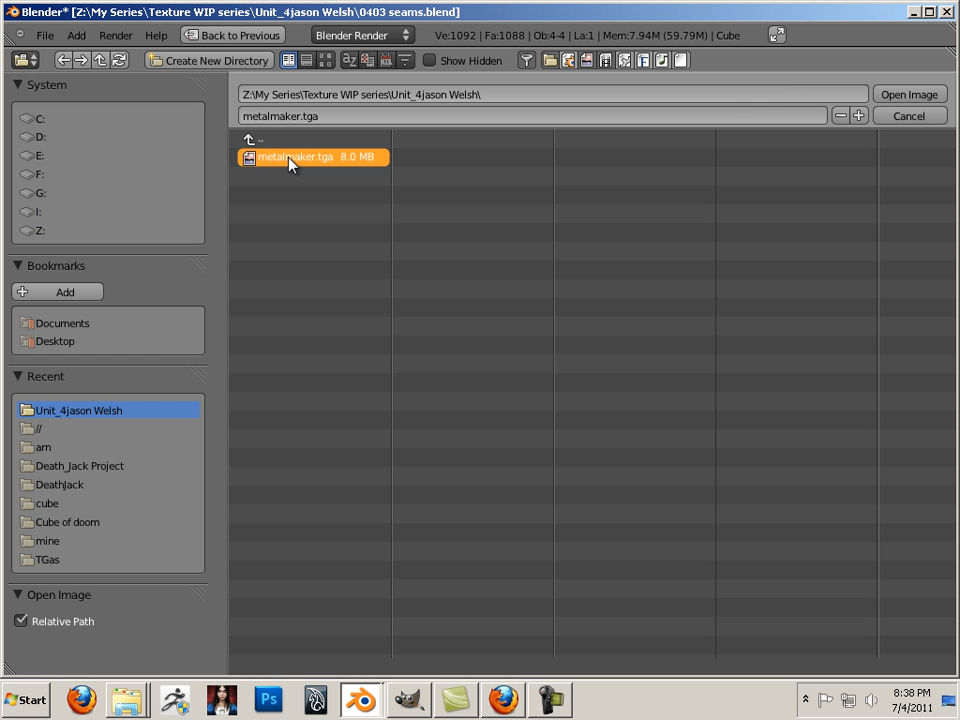 Blender* [Z:\My Series\Texture WIP series\Unit_4jason Welsh\0403 seams.blend]
File Add Render Help Back to Previous Blender Render Ve:1092 | Fa:1088 | Ob:4-4 | La:1 | Mem:7.94M (59.79M) | Cube
Create New Directory Show Hidden
System
C:
D:
E:
F:
G:
I:
Z:
Bookmarks
Add
Documents
Desktop
Recent
Unit_4jason Welsh
//
arn
Death_Jack Project
DeathJack
cube
Cube of doom
mine
TGas
Open Image
Relative Path
Z:\My Series\Texture WIP series\Unit_4jason Welsh\ Open Image
metalmaker.tga Cancel
..
metalmaker.tga 8.0 MB
Start Ps 8:38 PM
7/4/2011